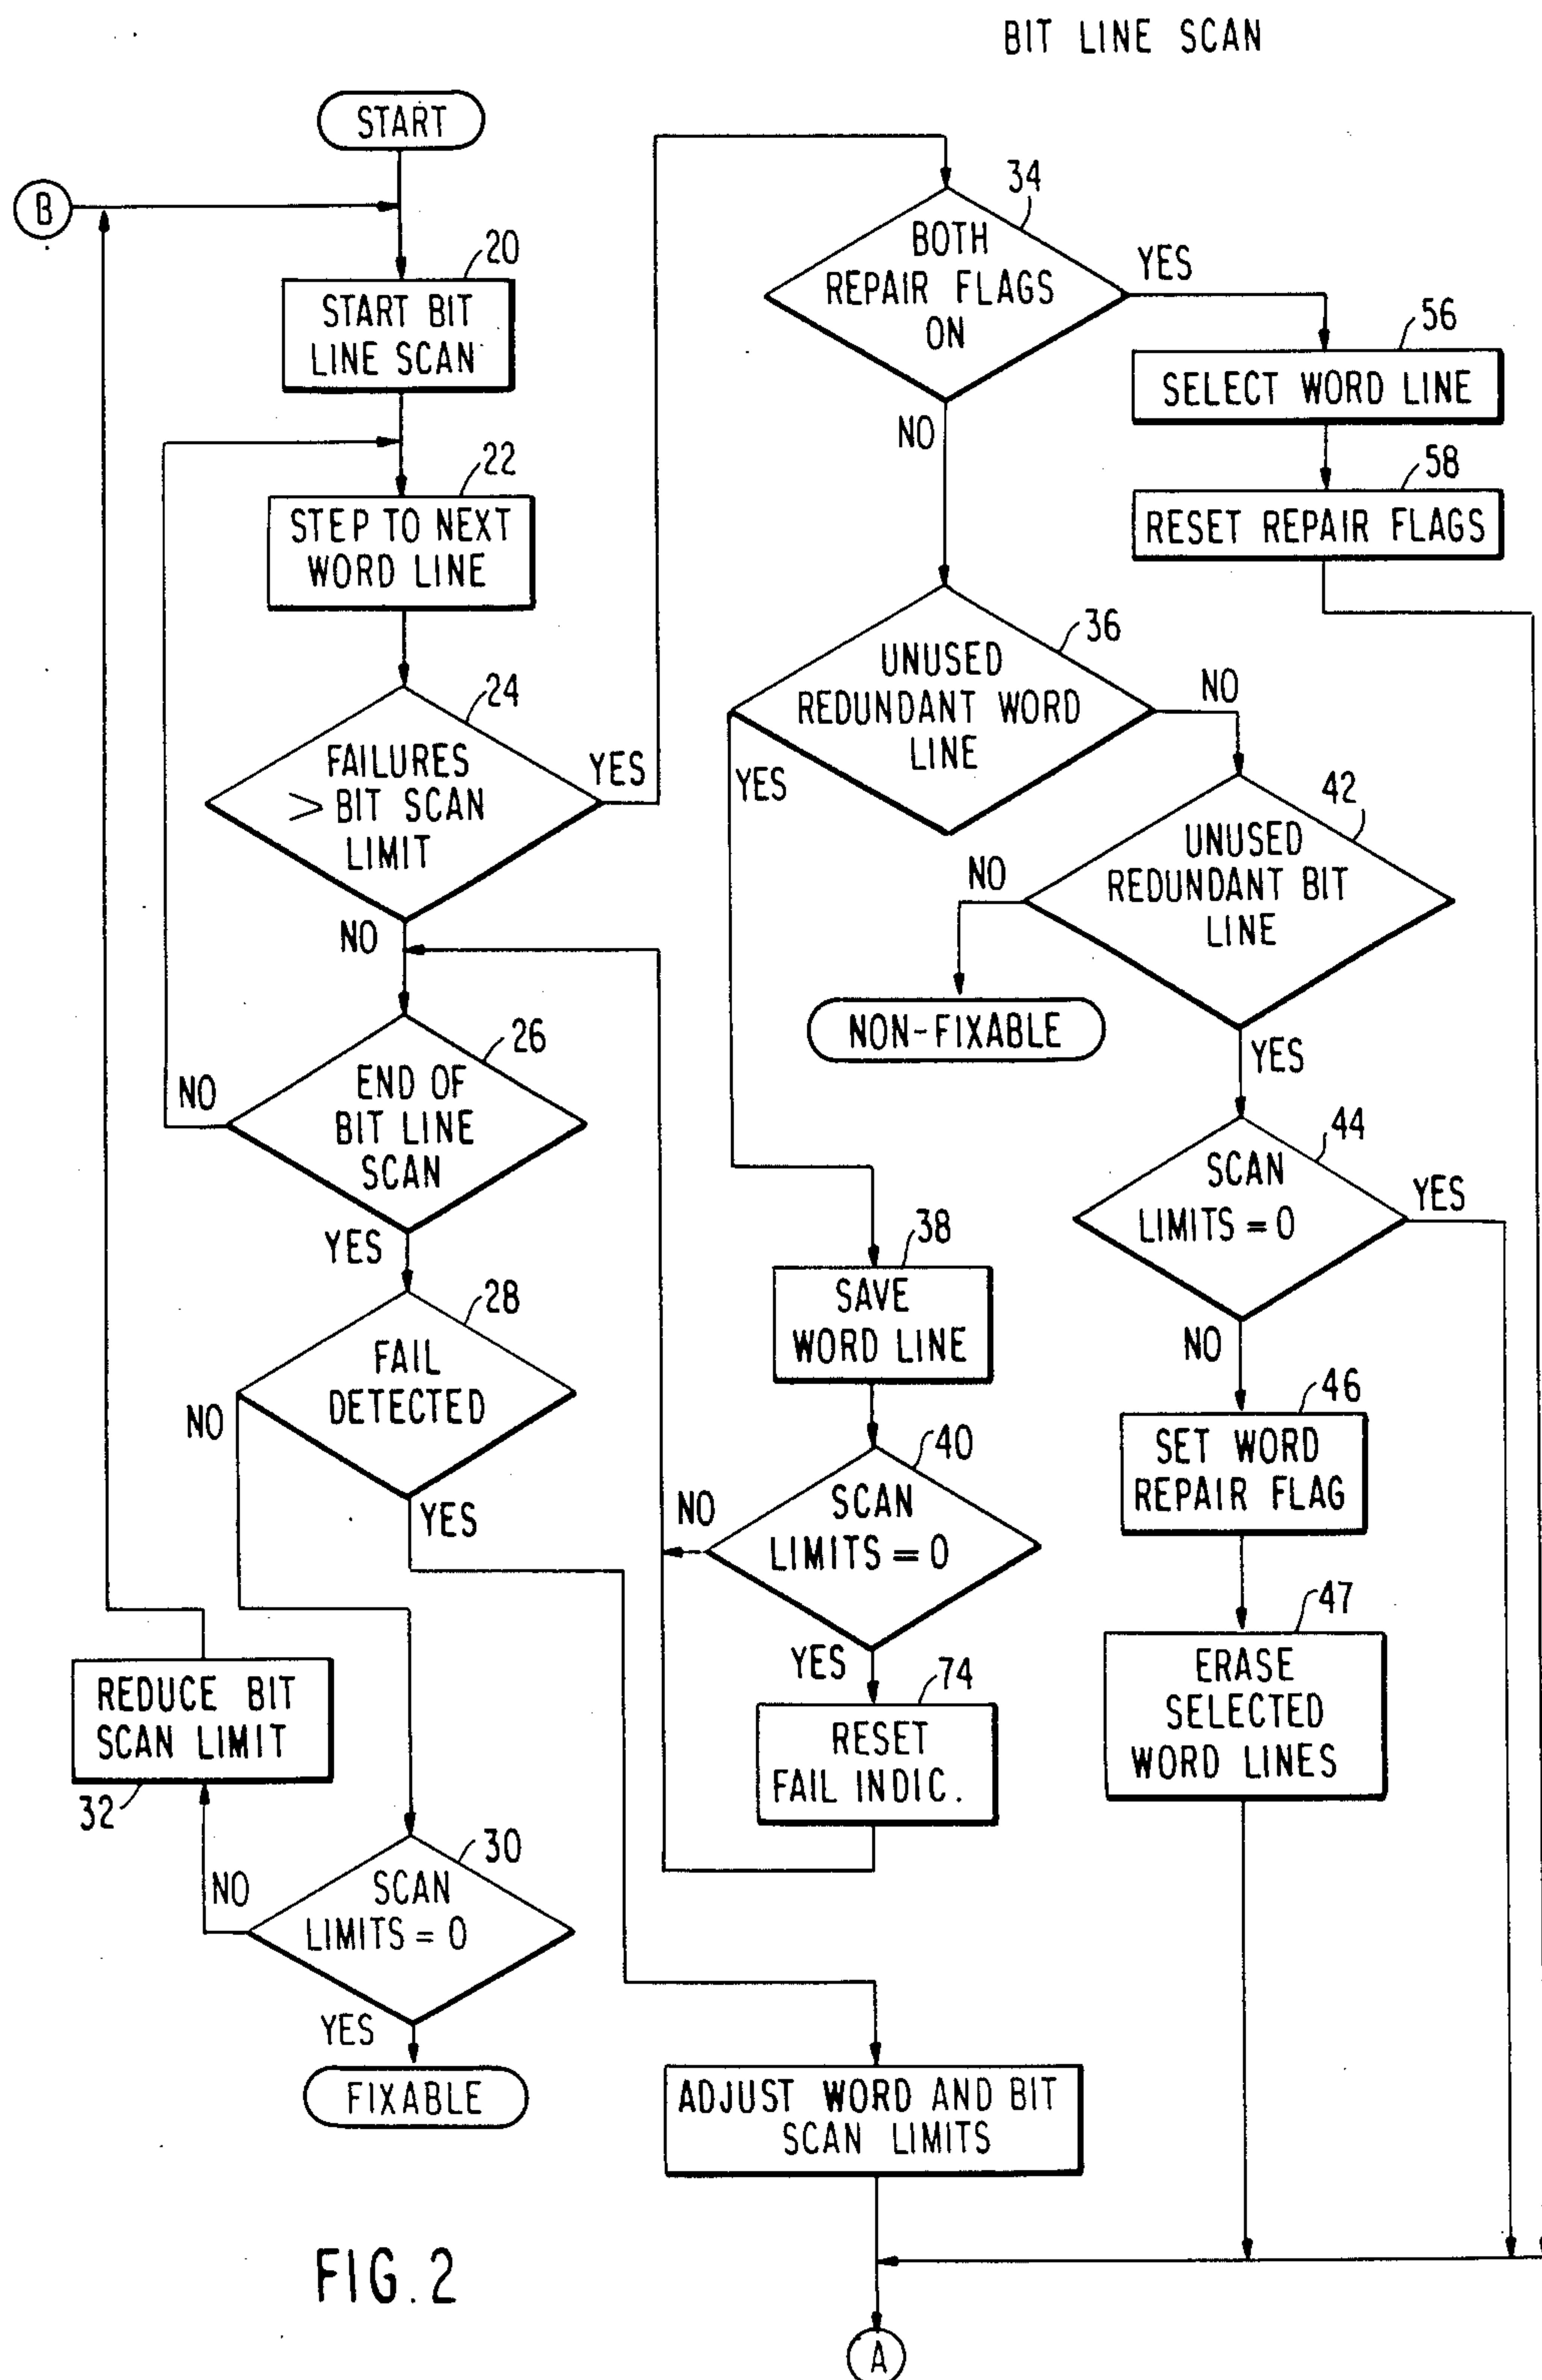 BIT LINE SCAN
START
B
20
START BIT
LINE SCAN
22
STEP TO NEXT
WORD LINE
24
FAILURES
> BIT SCAN
LIMIT
YES
NO
26
END OF
BIT LINE
SCAN
NO
YES
28
FAIL
DETECTED
NO
YES
REDUCE BIT
SCAN LIMIT
32
30
SCAN
LIMITS = 0
NO
YES
FIXABLE
34
BOTH
REPAIR FLAGS
ON
YES
NO
56
SELECT WORD LINE
58
RESET REPAIR FLAGS
36
UNUSED
REDUNDANT WORD
LINE
NO
YES
42
UNUSED
REDUNDANT BIT
LINE
NO
NON-FIXABLE
YES
44
SCAN
LIMITS = 0
YES
NO
38
SAVE
WORD LINE
40
SCAN
LIMITS = 0
NO
YES
74
RESET
FAIL INDIC.
46
SET WORD
REPAIR FLAG
47
ERASE
SELECTED
WORD LINES
ADJUST WORD AND BIT
SCAN LIMITS
A
FIG. 2